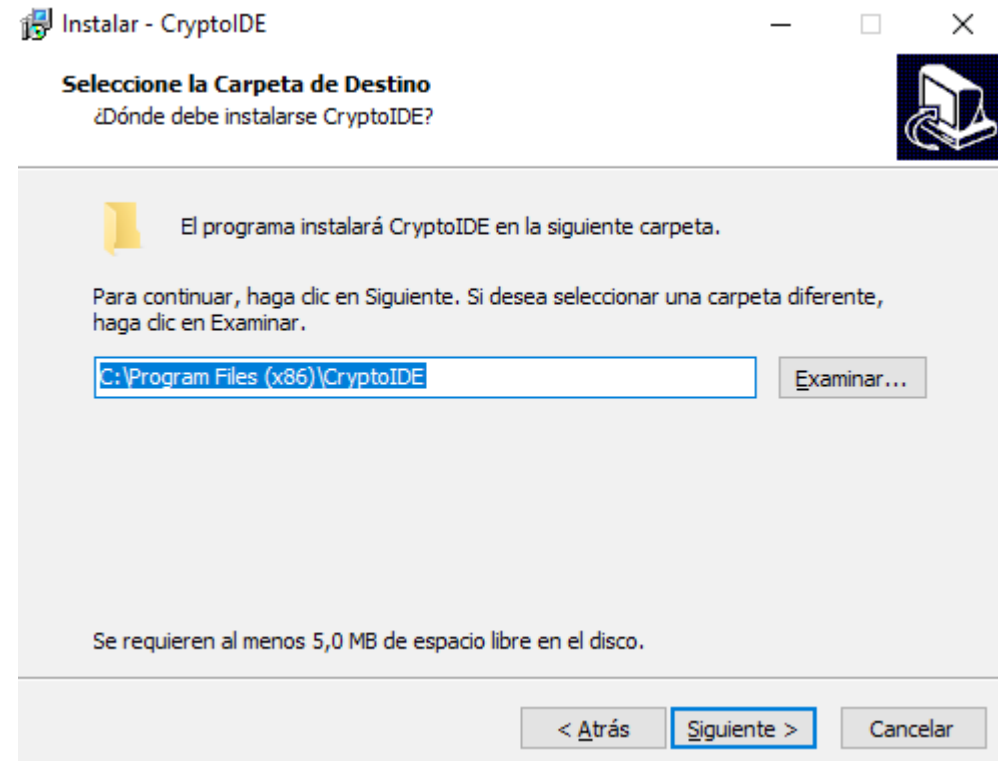 Instalar - CryptoIDE
Seleccione la Carpeta de Destino
¿Dónde debe instalarse CryptoIDE?
El programa instalará CryptoIDE en la siguiente carpeta.
Para continuar, haga clic en Siguiente. Si desea seleccionar una carpeta diferente,
haga clic en Examinar.
C:\Program Files (x86)\CryptoIDE
Examinar...
Se requieren al menos 5,0 MB de espacio libre en el disco.
< Atrás
Siguiente >
Cancelar